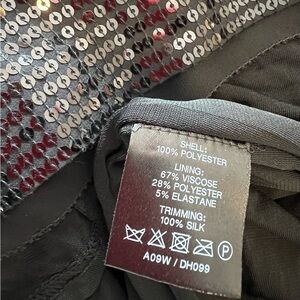 SHELL:
100% POLYESTER
LINING:
67% VISCOSE
28% POLYESTER
5% ELASTANE
TRIMMING:
100% SILK
P
A09W / DH099